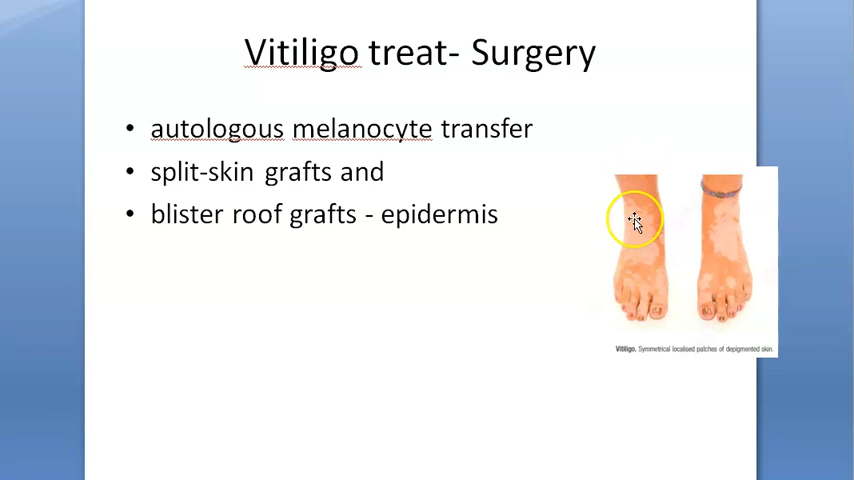 Vitiligo treat- Surgery
• autologous melanocyte transfer
• split-skin grafts and
• blister roof grafts - epidermis
Vitiligo. Symmetrical localised patches of depigmented skin.